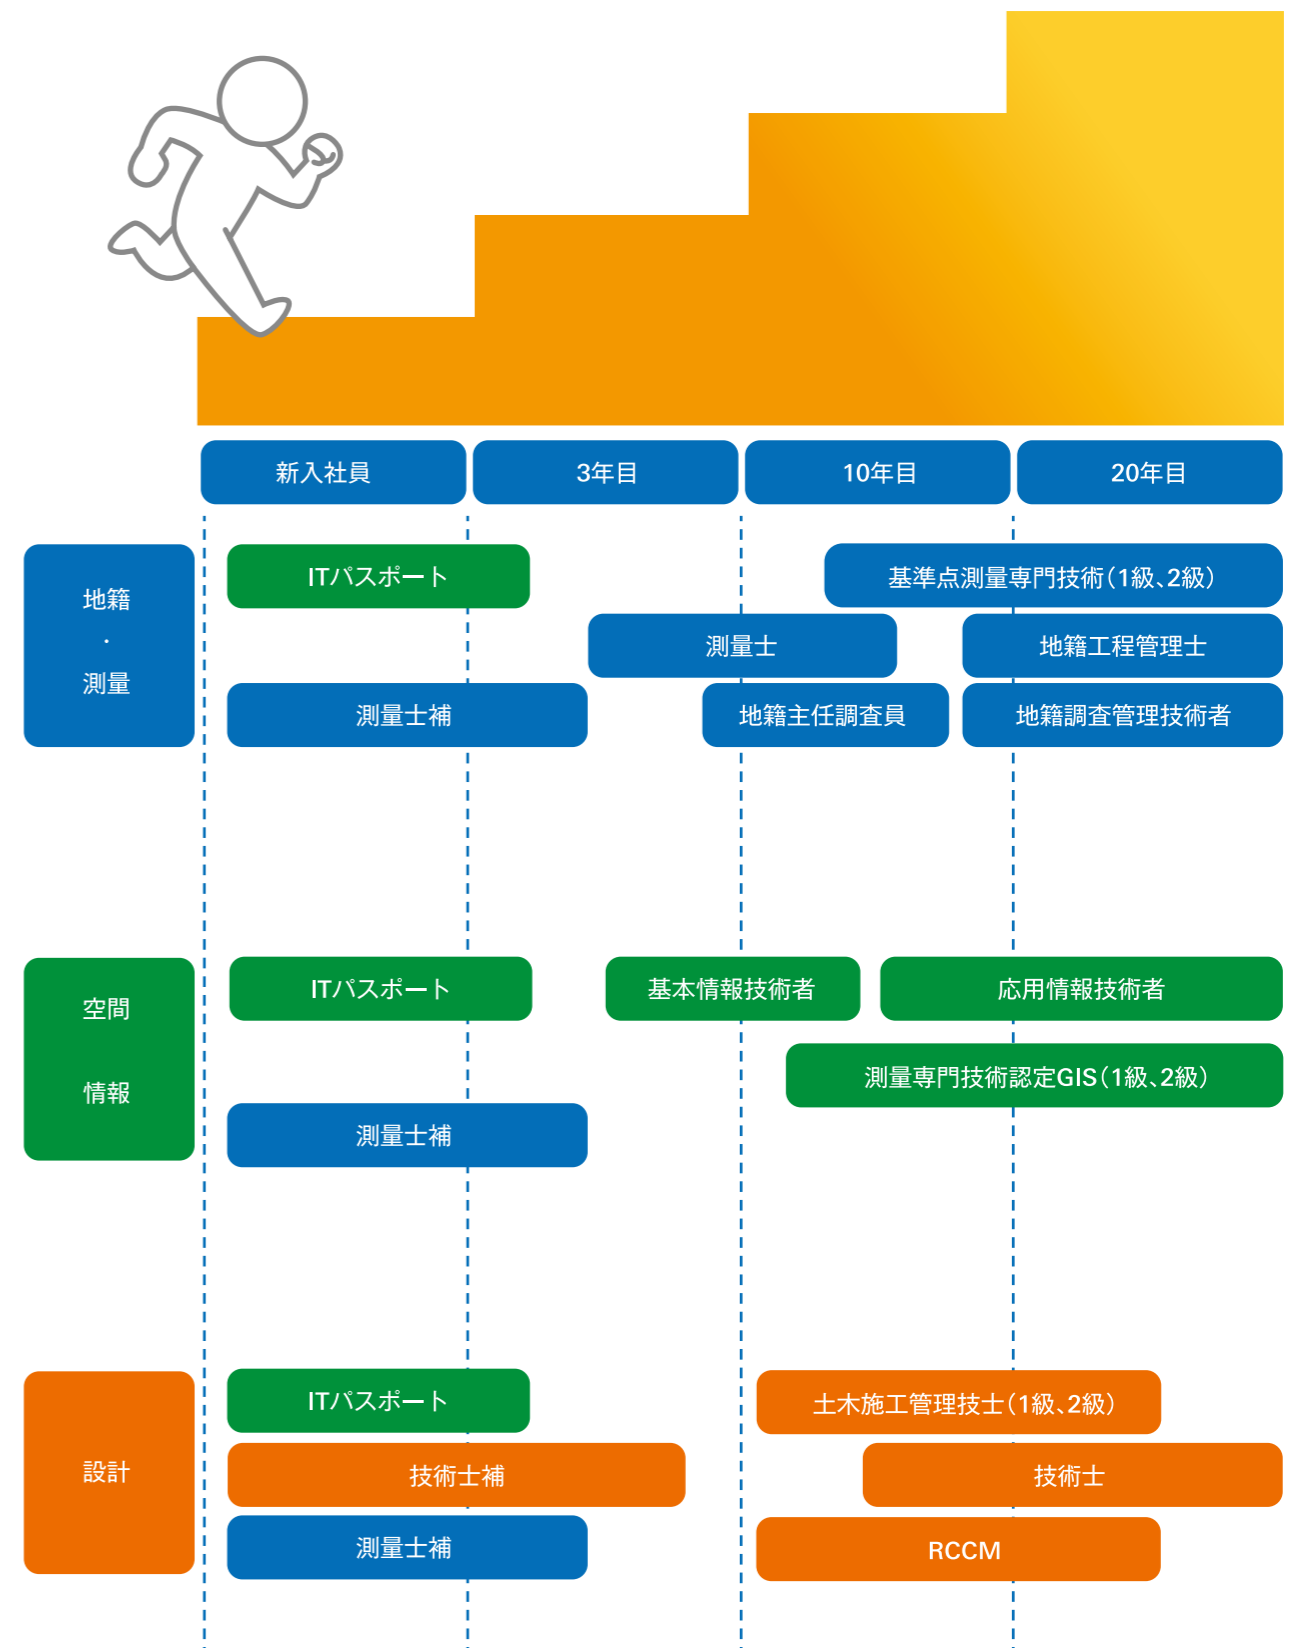 新入社員
3年目
10年目
20年目
地籍
・
測量
ITパスポート
基準点測量専門技術（1級、2級）
測量士
地籍工程管理士
測量士補
地籍主任調査員
地籍調査管理技術者
空間
情報
ITパスポート
基本情報技術者
応用情報技術者
測量専門技術認定GIS（1級、2級）
測量士補
設計
ITパスポート
土木施工管理技士（1級、2級）
技術士補
技術士
測量士補
RCCM